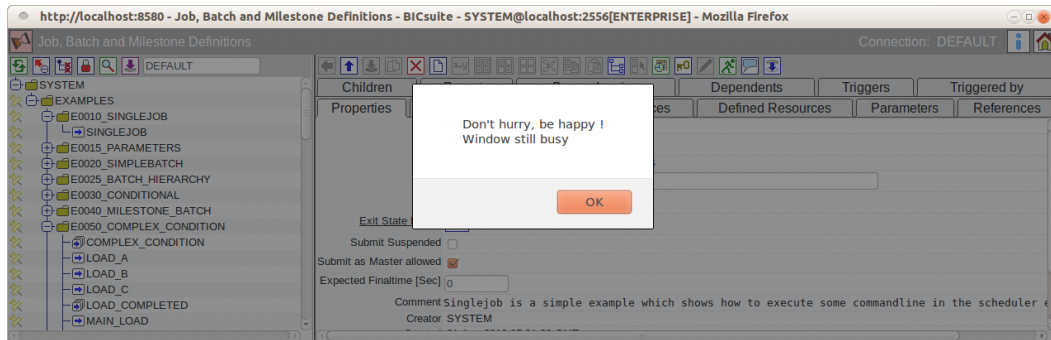 http://localhost:8580 - Job, Batch and Milestone Definitions - BICsuite - SYSTEM@localhost:2556[ENTERPRISE] - Mozilla Firefox
Job, Batch and Milestone Definitions
Connection: DEFAULT
DEFAULT
SYSTEM
EXAMPLES
E0010_SINGLEJOB
SINGLEJOB
E0015_PARAMETERS
E0020_SIMPLEBATCH
E0025_BATCH_HIERARCHY
E0030_CONDITIONAL
E0040_MILESTONE_BATCH
E0050_COMPLEX_CONDITION
COMPLEX_CONDITION
LOAD_A
LOAD_B
LOAD_C
LOAD_COMPLETED
MAIN_LOAD
Children
Dependents
Triggers
Triggered by
Properties
Defined Resources
Parameters
References
Don't hurry, be happy !
Window still busy
OK
Exit State
Submit Suspended
Submit as Master allowed
Expected Finaltime [Sec] 0
Comment Singlejob is a simple example which shows how to execute some commandline in the scheduler
Creator SYSTEM